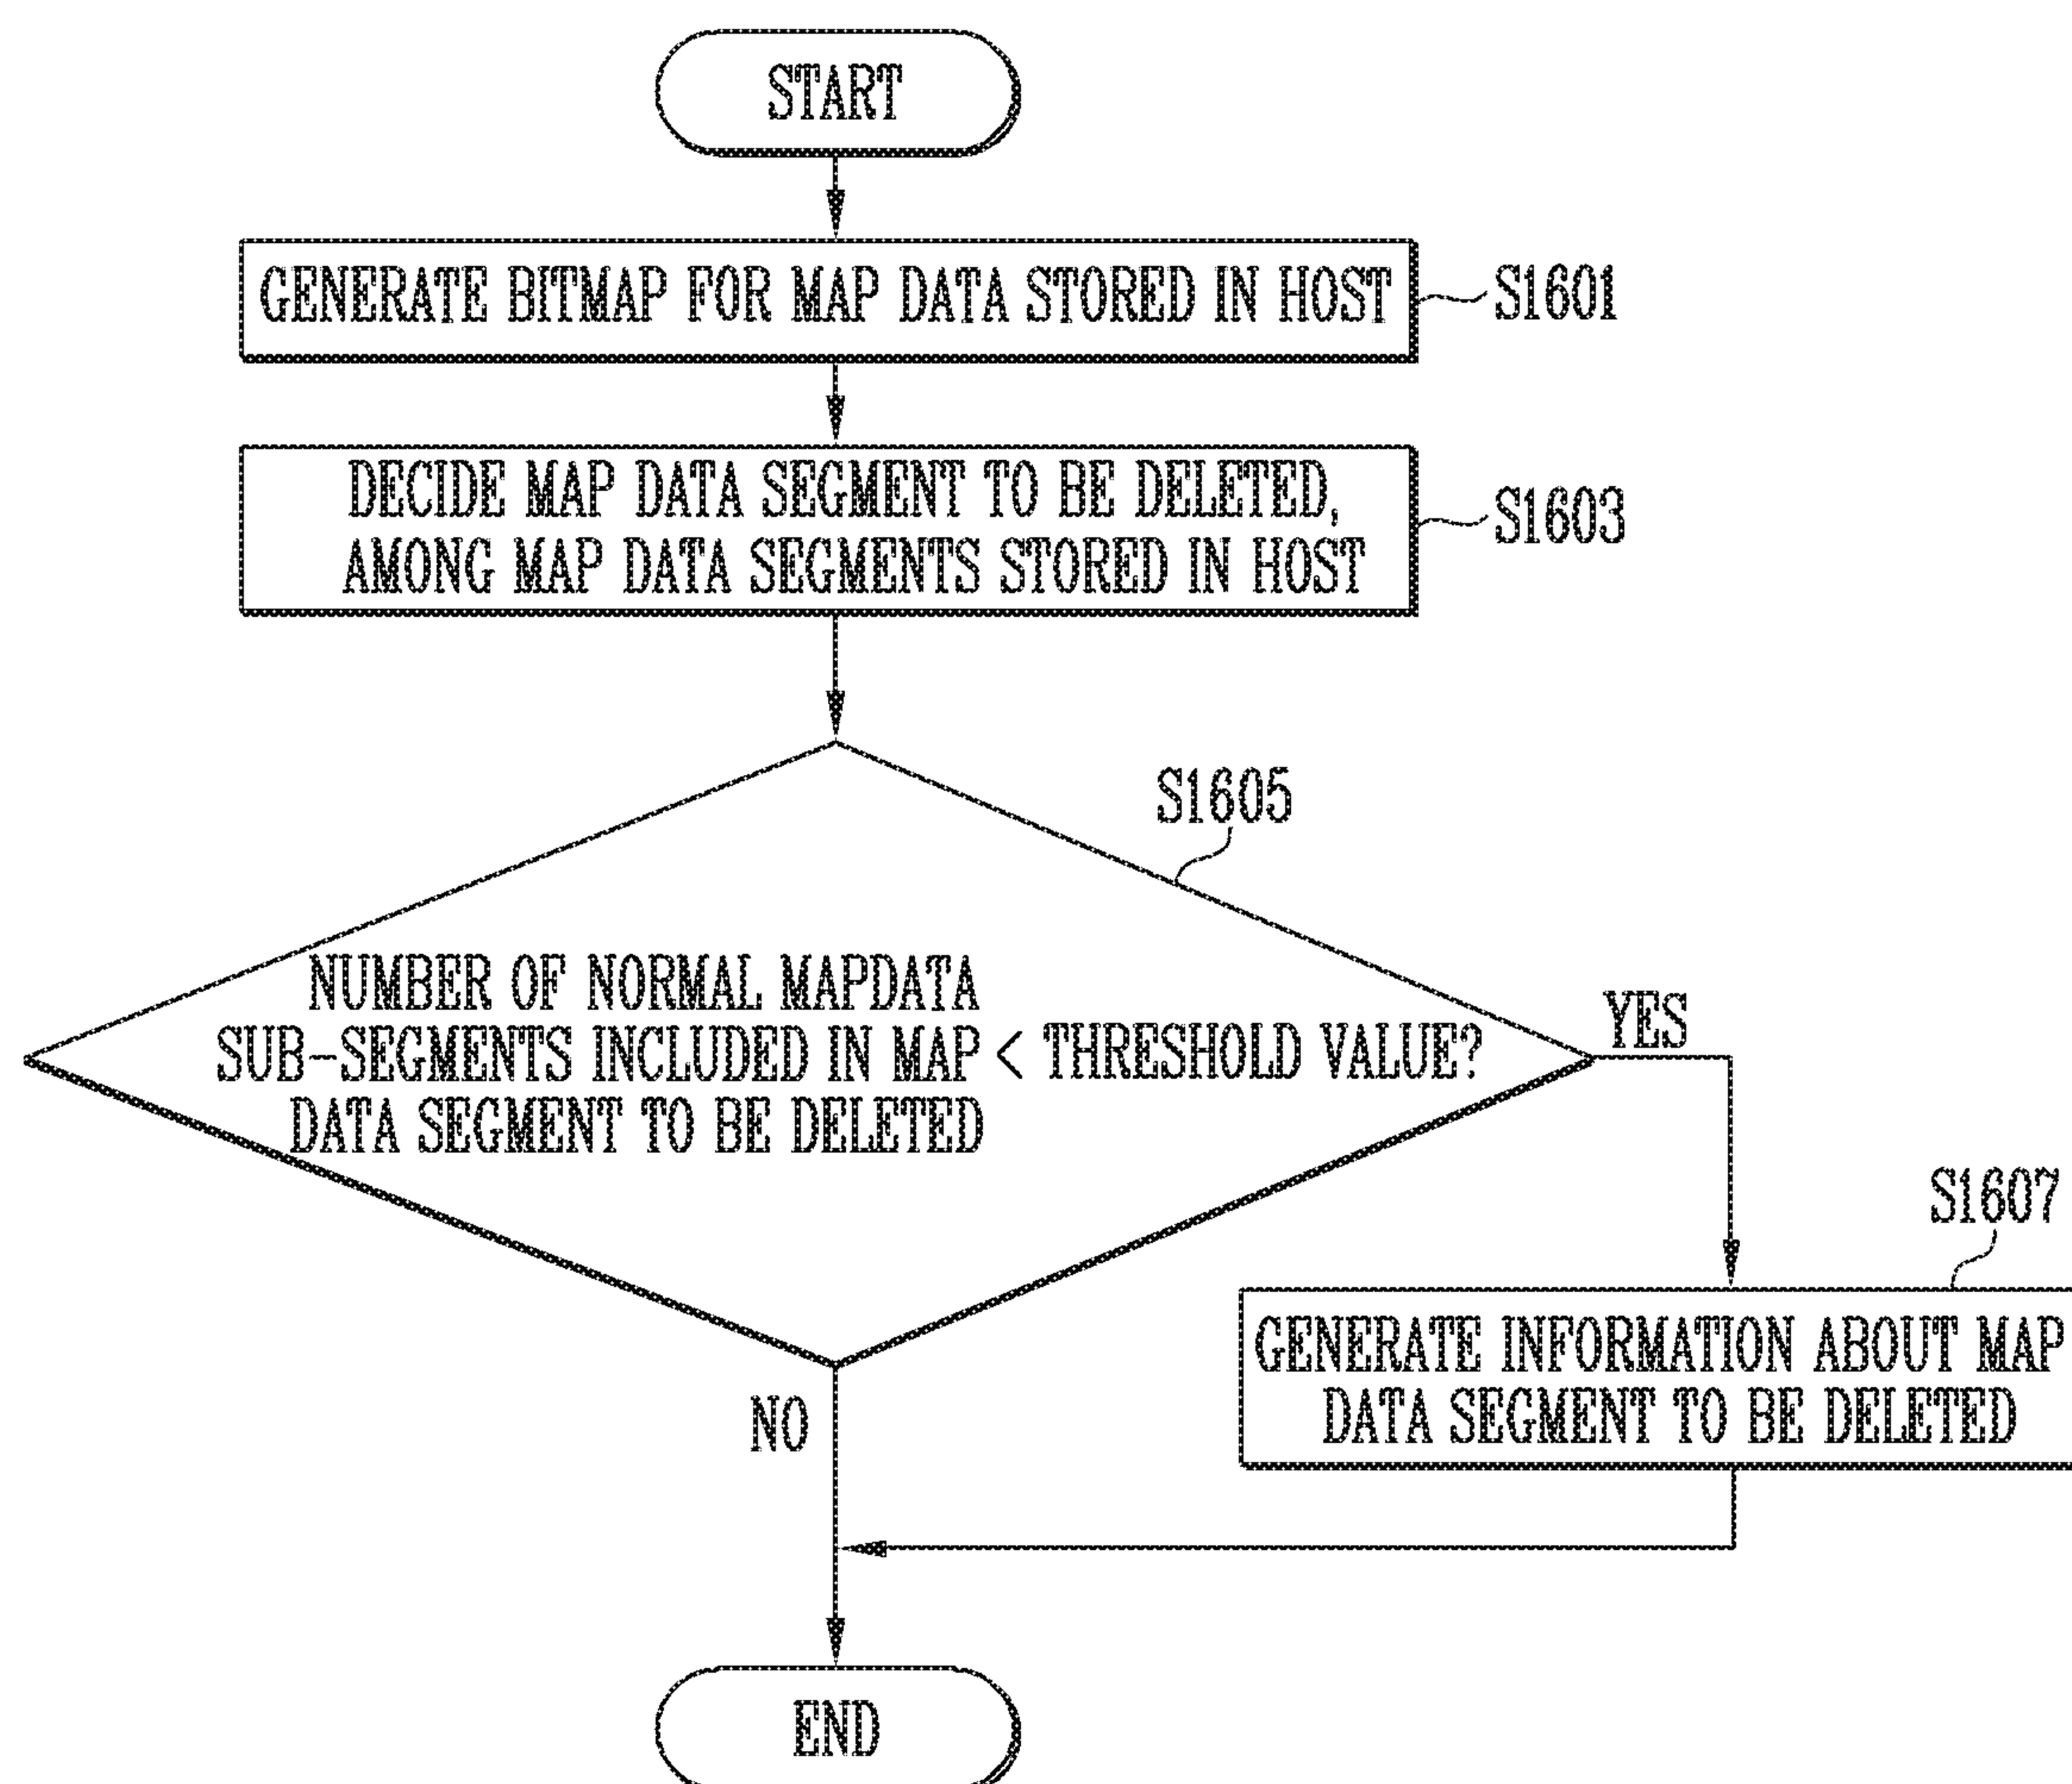 START
GENERATE BITMAP FOR MAP DATA STORED IN HOST
S1601
DECIDE MAP DATA SEGMENT TO BE DELETED,
AMONG MAP DATA SEGMENTS STORED IN HOST
S1603
S1605
NUMBER OF NORMAL MAPDATA
SUB-SEGMENTS INCLUDED IN MAP < THRESHOLD VALUE?
DATA SEGMENT TO BE DELETED
YES
S1607
GENERATE INFORMATION ABOUT MAP
DATA SEGMENT TO BE DELETED
NO
END